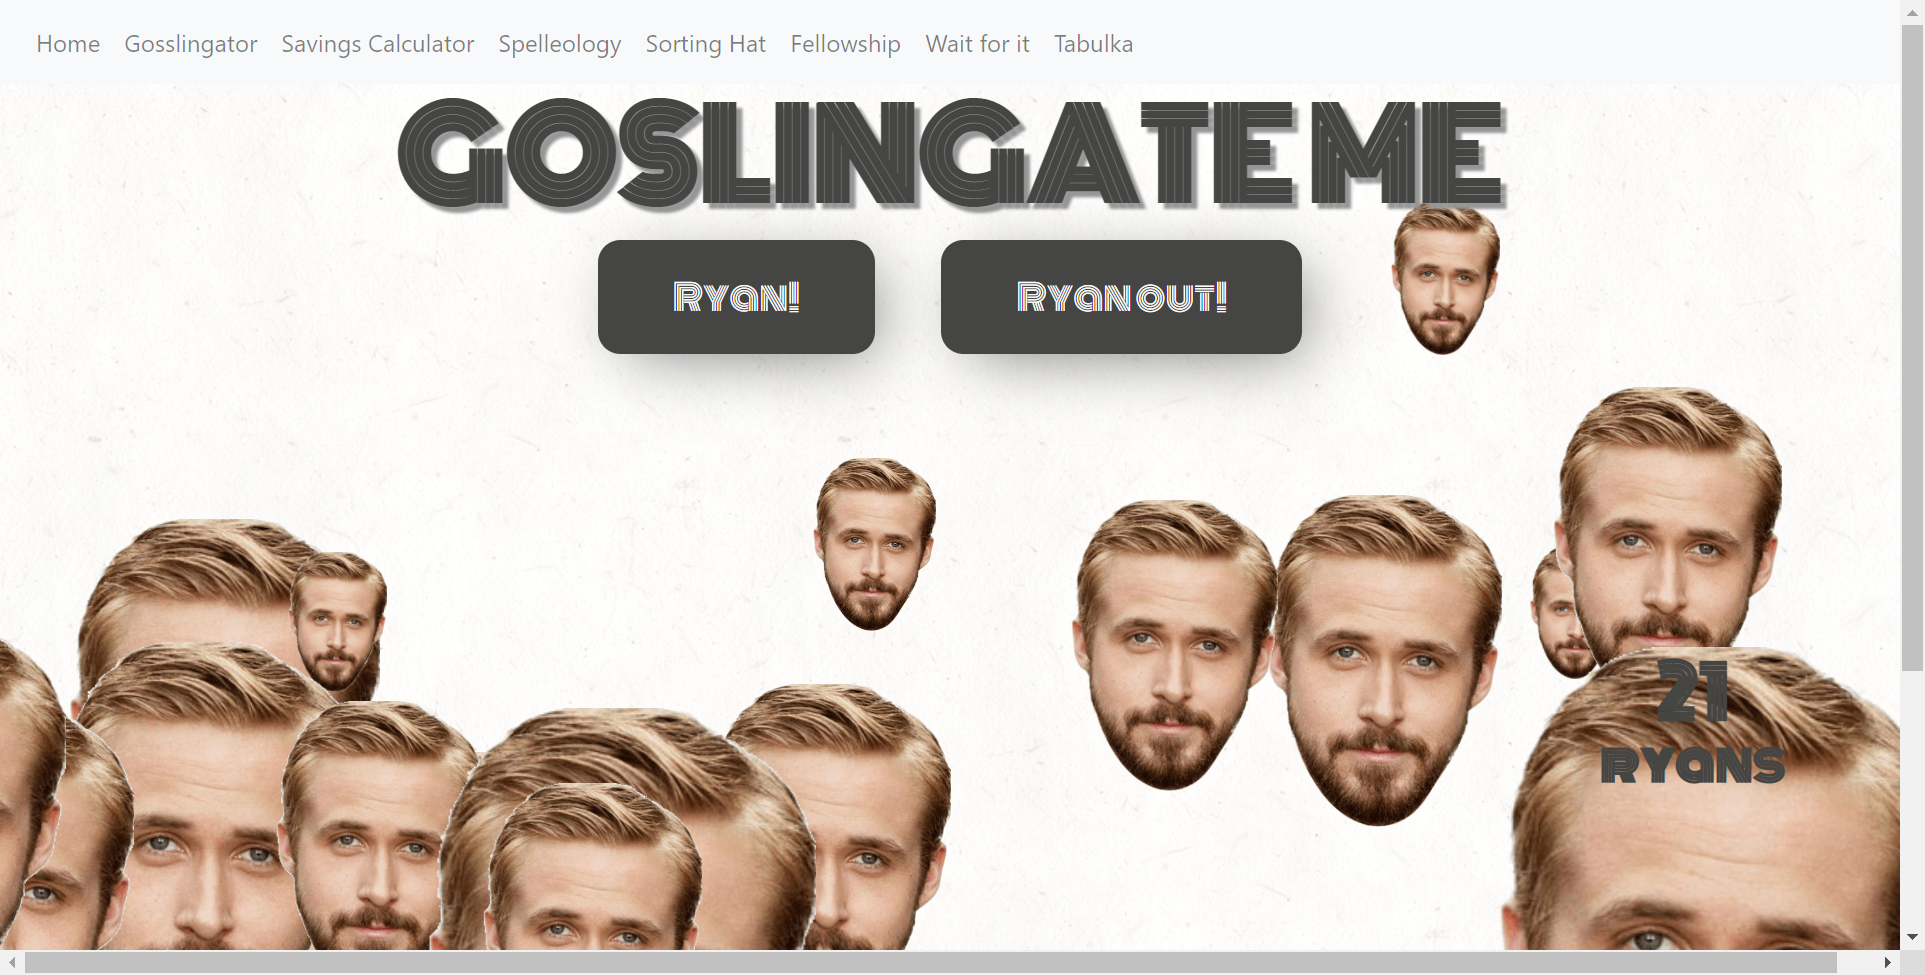 Home Gosslingator Savings Calculator Spelleology Sorting Hat Fellowship Wait for it Tabulka
GOSLINGATE ME
Ryan! Ryan out!
21
Ryans